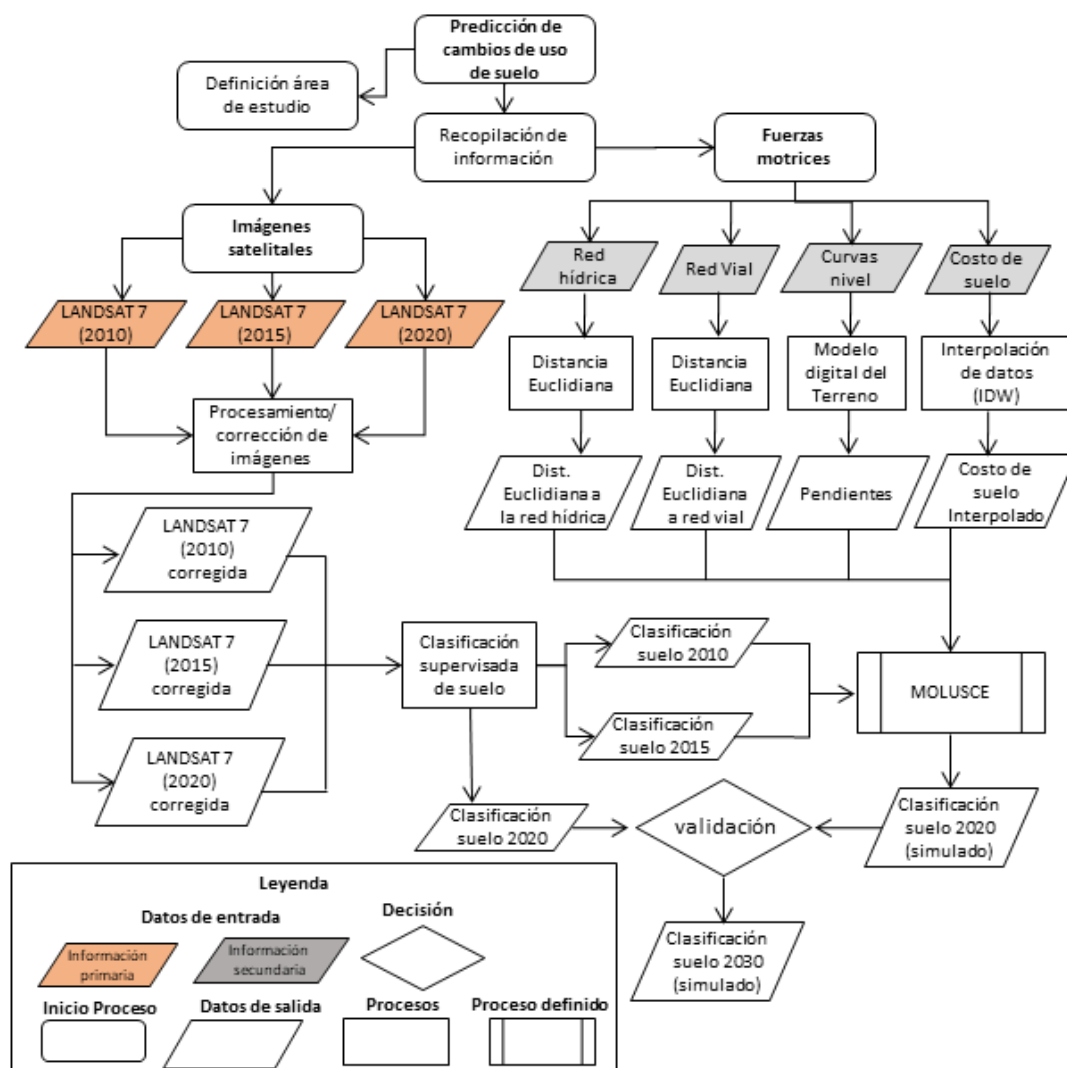 Predicción de
cambios de uso
de suelo
Definición área
de estudio
Recopilación de
información
Fuerzas
motrices
Imágenes
satelitales
Red
hídrica
Red Vial
Curvas
nivel
Costo de
suelo
LANDSAT 7
(2010)
LANDSAT 7
(2015)
LANDSAT 7
(2020)
Distancia
Euclidiana
Distancia
Euclidiana
Modelo
digital del
Terreno
Interpolación
de datos
(IDW)
Procesamiento/
corrección de
imágenes
Dist.
Euclidiana a
la red hídrica
Dist.
Euclidiana
a red vial
Pendientes
Costo de
suelo
Interpolado
LANDSAT 7
(2010)
corregida
LANDSAT 7
(2015)
corregida
LANDSAT 7
(2020)
corregida
Clasificación
supervisada
de suelo
Clasificación
suelo 2010
Clasificación
suelo 2015
MOLUSCE
Clasificación
suelo 2020
validación
Clasificación
suelo 2020
(simulado)
Clasificación
suelo 2030
(simulado)
Leyenda
Datos de entrada
Decisión
Información
primaria
Información
secundaria
Inicio Proceso
Datos de salida
Procesos
Proceso definido